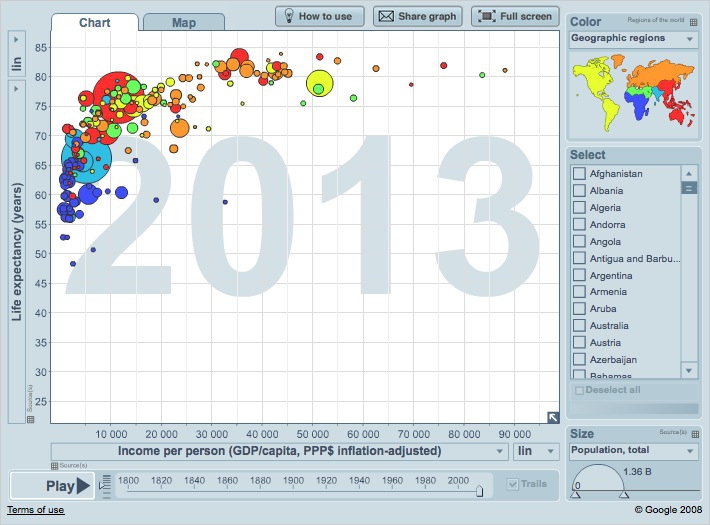 Chart
Map
How to use
Share graph
Full screen
Color
Regions of the world
Geographic regions
lin
85
80
75
70
65
60
55
50
45
40
35
30
25
2013
Life expectancy (years)
Source(s)
10 000
20 000
30 000
40 000
50 000
60 000
70 000
80 000
90 000
Income per person (GDP/capita, PPP$ inflation-adjusted)
lin
Source(s)
Select
Afghanistan
Albania
Algeria
Andorra
Angola
Antigua and Barbu...
Argentina
Armenia
Aruba
Australia
Austria
Azerbaijan
Bahamas
Deselect all
Size
Source(s)
Population, total
1.36 B
0
Play
1800
1820
1840
1860
1880
1900
1920
1940
1960
1980
2000
Trails
Terms of use
© Google 2008